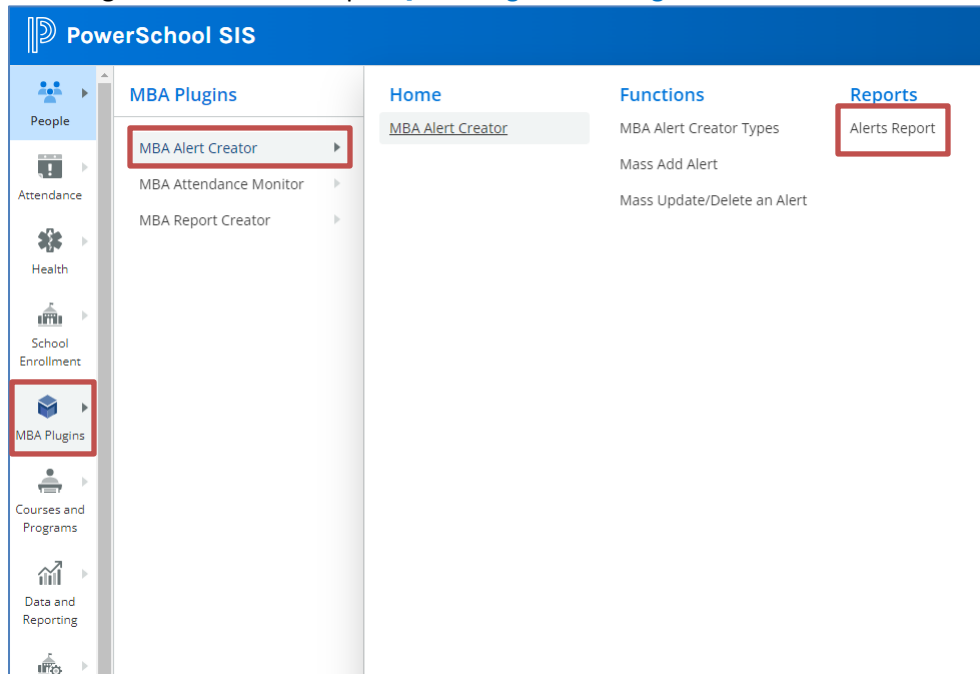 PowerSchool SIS
People
Attendance
Health
School
Enrollment
MBA Plugins
Courses and
Programs
Data and
Reporting
MBA Plugins
MBA Alert Creator
MBA Attendance Monitor
MBA Report Creator
Home
MBA Alert Creator
Functions
MBA Alert Creator Types
Mass Add Alert
Mass Update/Delete an Alert
Reports
Alerts Report